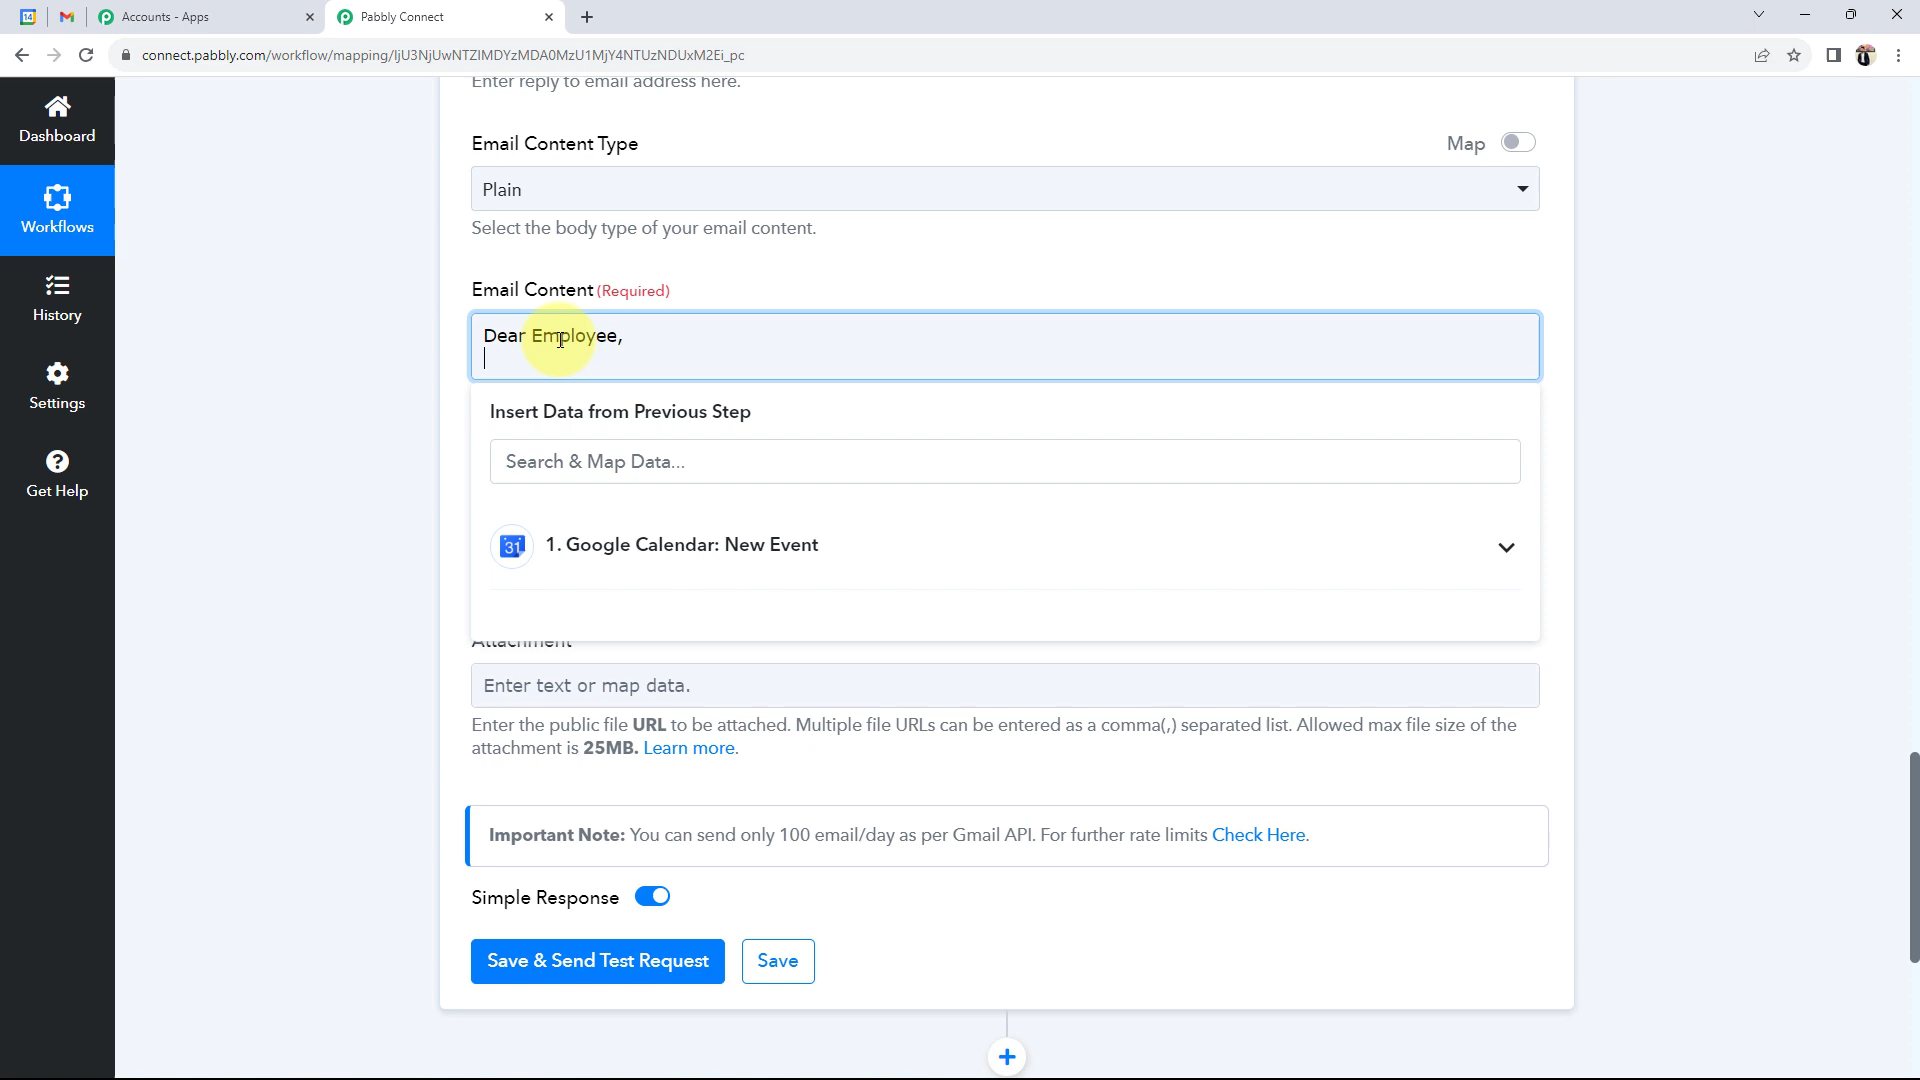 14
Accounts - Apps
Pabbly Connect
connect.pabbly.com/workflow/mapping/IjU3NjUwNTZlMDYzMDA0MzU1MjY4NTUzNDUxM2Ei_pc
Enter reply to email address here.
Dashboard
Workflows
History
Settings
Get Help
Email Content Type
Map
Plain
Select the body type of your email content.
Email Content (Required)
Dear Employee,
Insert Data from Previous Step
Search & Map Data...
31
1. Google Calendar: New Event
Attachment
Enter text or map data.
Enter the public file URL to be attached. Multiple file URLs can be entered as a comma(,) separated list. Allowed max file size of the
attachment is 25MB. Learn more.
Important Note: You can send only 100 email/day as per Gmail API. For further rate limits Check Here.
Simple Response
Save & Send Test Request
Save